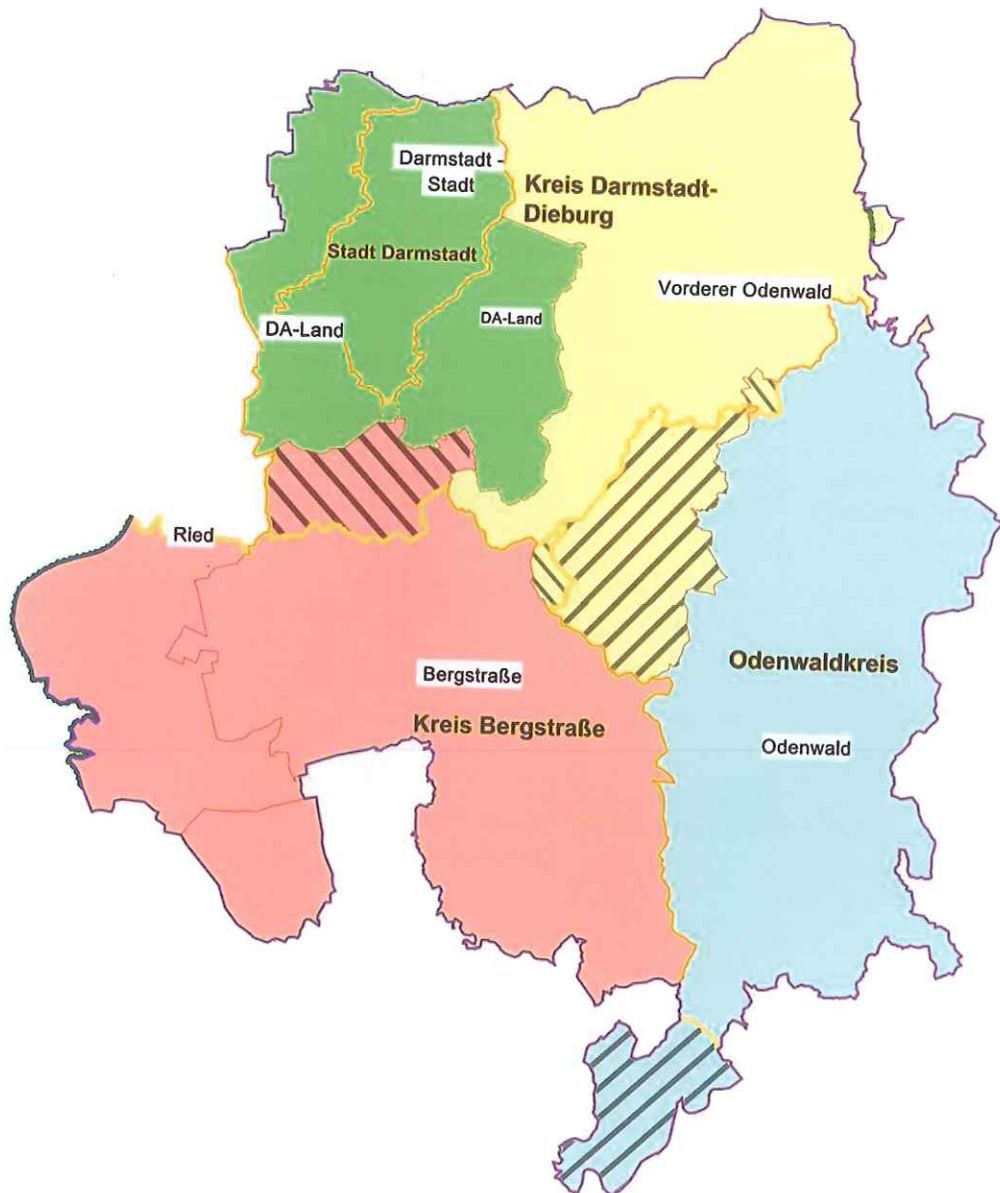 Darmstadt -
Stadt
Kreis Darmstadt-
Dieburg
Stadt Darmstadt
Vorderer Odenwald
DA-Land
DA-Land
Ried
Odenwaldkreis
Bergstraße
Kreis Bergstraße
Odenwald